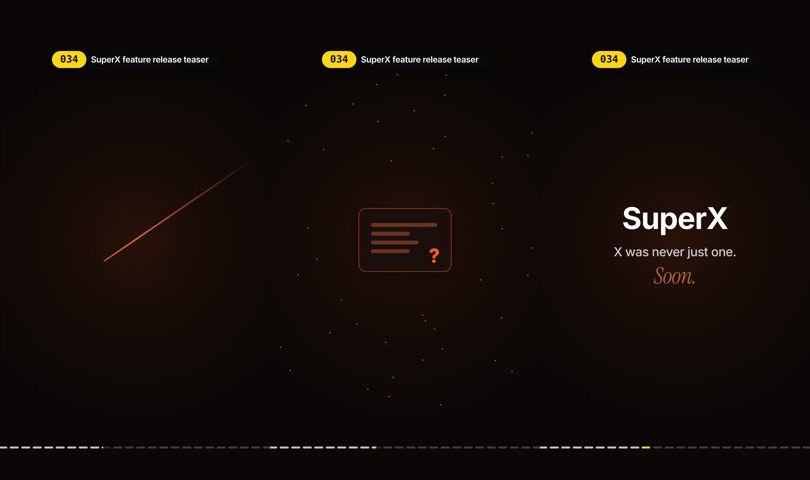 034 SuperX feature release teaser
034 SuperX feature release teaser
034 SuperX feature release teaser
?
SuperX
X was never just one.
Soon.